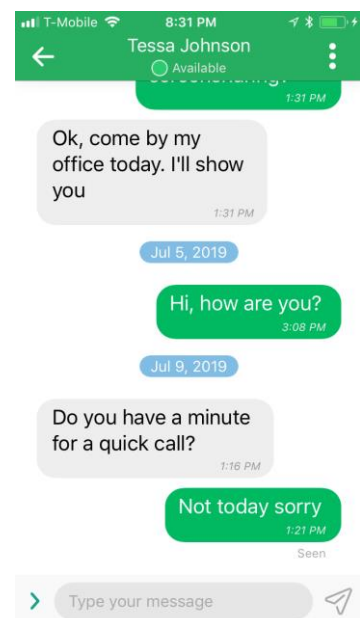 T-Mobile 8:31 PM
Tessa Johnson
Available
1:31 PM
Ok, come by my
office today. I'll show
you
1:31 PM
Jul 5, 2019
Hi, how are you?
3:08 PM
Jul 9, 2019
Do you have a minute
for a quick call?
1:16 PM
Not today sorry
1:21 PM
Seen
Type your message